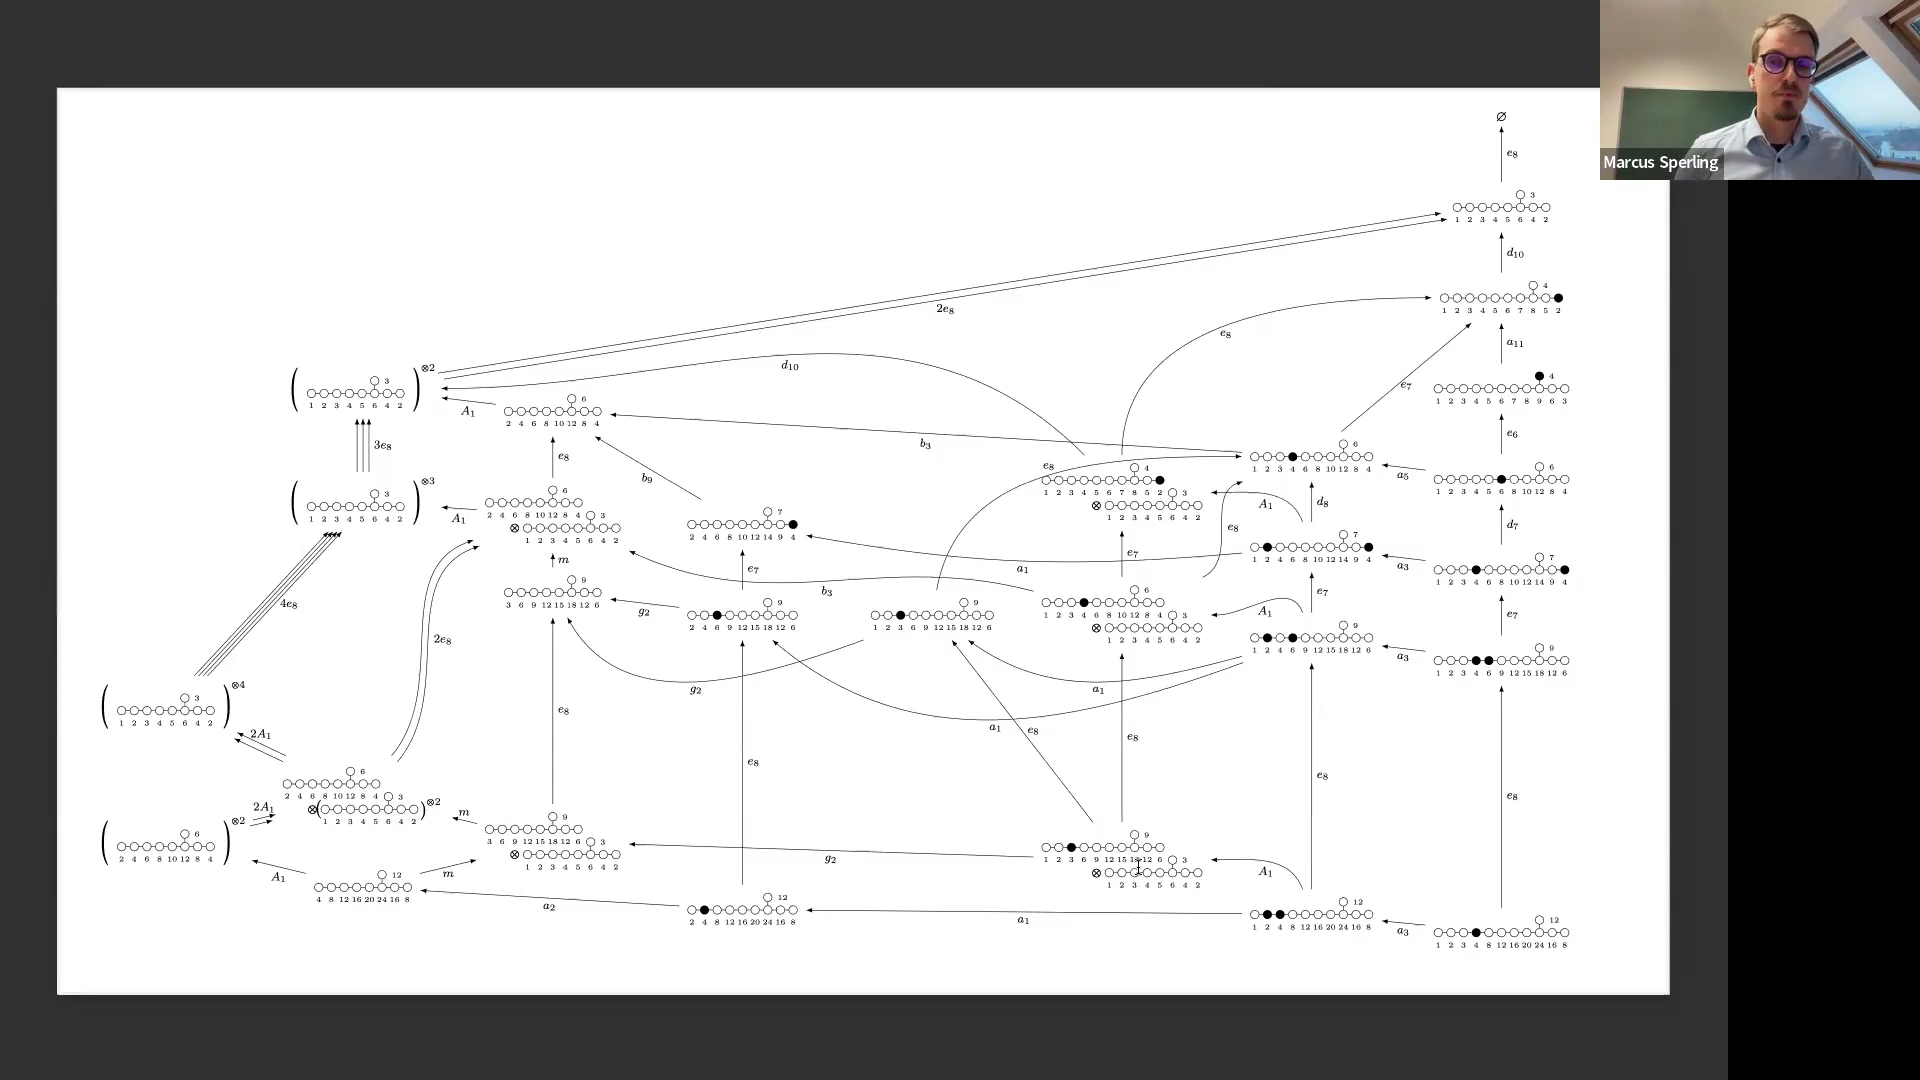 ∅
e₈
Marcus Sperling
3
1 2 3 4 5 6 4 2
d₁₀
2e₈
4
1 2 3 4 5 6 7 8 5 2
e₈
a₁₁
d₁₀
e₇
⊗2
3
1 2 3 4 5 6 4 2
4
1 2 3 4 5 6 7 8 9 6 3
A₁
6
2 4 6 8 10 12 8 4
b₃
e₆
3e₈
e₈
6
1 2 3 4 6 8 10 12 8 4
a₅
6
1 2 3 4 5 6 8 10 12 8 4
⊗3
3
1 2 3 4 5 6 4 2
A₁
6
2 4 6 8 10 12 8 4
⊗ 3
1 2 3 4 5 6 4 2
b₉
7
2 4 6 8 10 12 14 9 4
e₈
4
1 2 3 4 5 6 7 8 5 2
⊗ 3
1 2 3 4 5 6 4 2
A₁
d₈
d₇
e₈
m
e₇
a₁
e₇
7
1 2 4 6 8 10 12 14 9 4
a₃
7
1 2 3 4 6 8 10 12 14 9 4
4e₈
9
3 6 9 12 15 18 12 6
g₂
b₃
9
2 4 6 9 12 15 18 12 6
9
1 2 3 6 9 12 15 18 12 6
6
1 2 3 4 6 8 10 12 8 4
⊗ 3
1 2 3 4 5 6 4 2
A₁
e₇
e₇
2e₈
9
1 2 4 6 9 12 15 18 12 6
a₃
9
1 2 3 4 6 9 12 15 18 12 6
⊗4
3
1 2 3 4 5 6 4 2
g₂
a₁
a₁
e₈
e₈
e₈
e₈
e₈
e₈
2A₁
6
2 4 6 8 10 12 8 4
⊗ ( 3 ) ⊗2
1 2 3 4 5 6 4 2
2A₁
m
⊗2
6
2 4 6 8 10 12 8 4
9
3 6 9 12 15 18 12 6
⊗ 3
1 2 3 4 5 6 4 2
g₂
9
1 2 3 6 9 12 15 18 12 6
⊗ 3
1 2 3 4 5 6 4 2
A₁
A₁
m
12
4 8 12 16 20 24 16 8
a₂
12
2 4 8 12 16 20 24 16 8
a₁
12
1 2 4 8 12 16 20 24 16 8
a₃
12
1 2 3 4 8 12 16 20 24 16 8